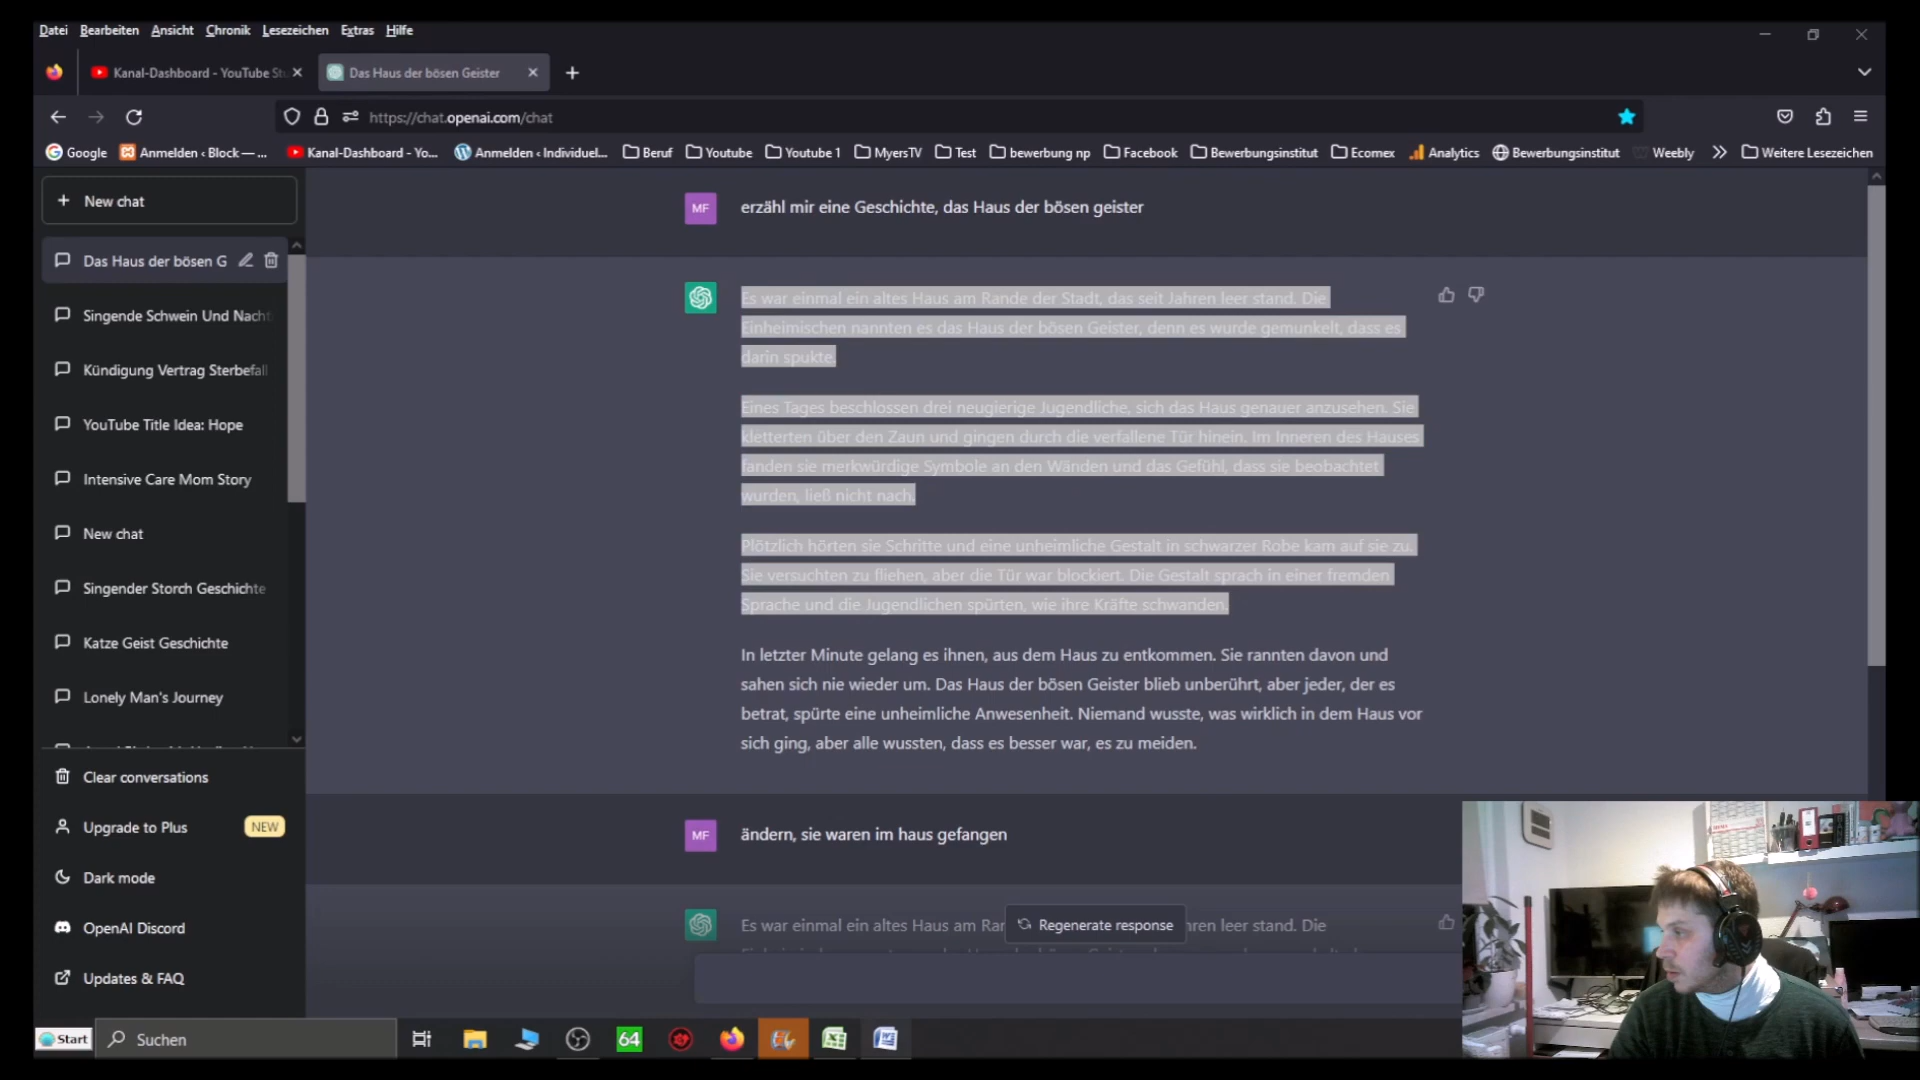 Datei Bearbeiten Ansicht Chronik Lesezeichen Extras Hilfe
Kanal-Dashboard - YouTube St
Das Haus der bösen Geister
https://chat.openai.com/chat
Google
Anmelden ‹ Block — ...
Kanal-Dashboard - Yo...
Anmelden ‹ Individuel...
Beruf
Youtube
Youtube 1
MyersTV
Test
bewerbung np
Facebook
Bewerbungsinstitut
Ecomex
Analytics
Bewerbungsinstitut
Weebly
Weitere Lesezeichen
New chat
Das Haus der bösen G
Singende Schwein Und Nacht
Kündigung Vertrag Sterbefall
YouTube Title Idea: Hope
Intensive Care Mom Story
New chat
Singender Storch Geschichte
Katze Geist Geschichte
Lonely Man's Journey
Clear conversations
Upgrade to Plus NEW
Dark mode
OpenAI Discord
Updates & FAQ
MF
erzähl mir eine Geschichte, das Haus der bösen geister
Es war einmal ein altes Haus am Rande der Stadt, das seit Jahren leer stand. Die
Einheimischen nannten es das Haus der bösen Geister, denn es wurde gemunkelt, dass es
darin spukte.
Eines Tages beschlossen drei neugierige Jugendliche, sich das Haus genauer anzusehen. Sie
kletterten über den Zaun und gingen durch die verfallene Tür hinein. Im Inneren des Hauses
fanden sie merkwürdige Symbole an den Wänden und das Gefühl, dass sie beobachtet
wurden, ließ nicht nach.
Plötzlich hörten sie Schritte und eine unheimliche Gestalt in schwarzer Robe kam auf sie zu.
Sie versuchten zu fliehen, aber die Tür war blockiert. Die Gestalt sprach in einer fremden
Sprache und die Jugendlichen spürten, wie ihre Kräfte schwanden.
In letzter Minute gelang es ihnen, aus dem Haus zu entkommen. Sie rannten davon und
sahen sich nie wieder um. Das Haus der bösen Geister blieb unberührt, aber jeder, der es
betrat, spürte eine unheimliche Anwesenheit. Niemand wusste, was wirklich in dem Haus vor
sich ging, aber alle wussten, dass es besser war, es zu meiden.
MF
ändern, sie waren im haus gefangen
Es war einmal ein altes Haus am Ran
Regenerate response
hren leer stand. Die
Start
Suchen
64